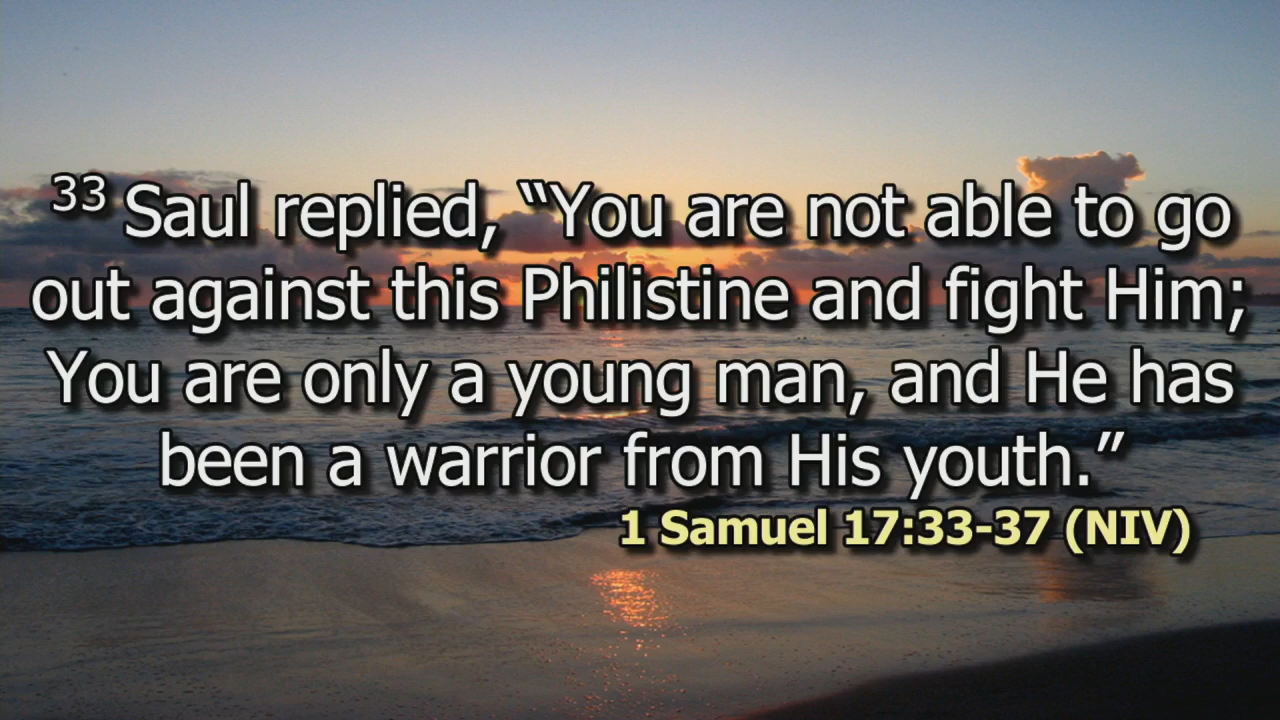 33 Saul replied, “You are not able to go
out against this Philistine and fight Him;
You are only a young man, and He has
been a warrior from His youth.”
1 Samuel 17:33-37 (NIV)